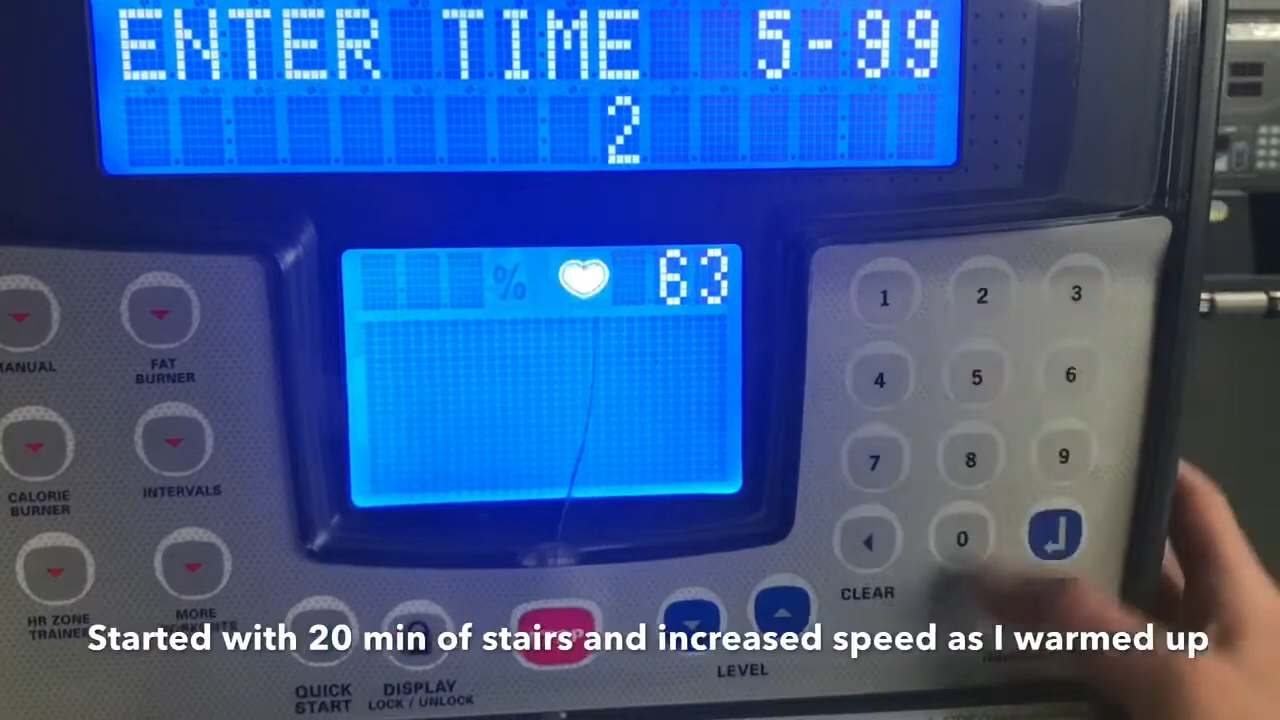 ENTER TIME 5-99
2
% 63
1 2 3
4 5 6
7 8 9
0
CLEAR
MANUAL
FAT
BURNER
CALORIE
BURNER
INTERVALS
HR ZONE
TRAINER
MORE
WORKOUTS
STOP
Started with 20 min of stairs and increased speed as I warmed up
LEVEL
QUICK
START
DISPLAY
LOCK / UNLOCK